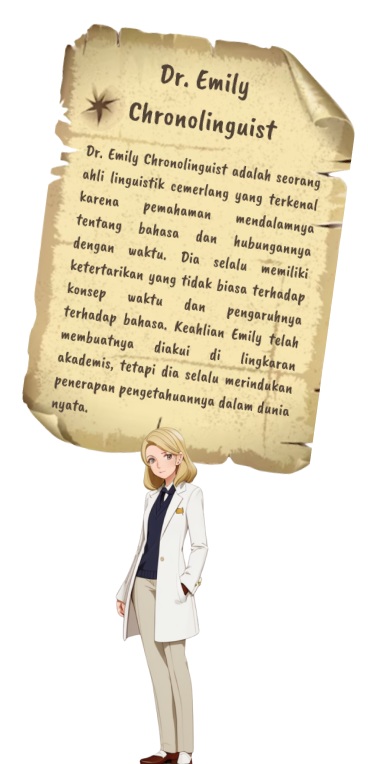 Dr. Emily
Chronolinguist
Dr. Emily Chronolinguist adalah seorang
ahli linguistik cemerlang yang terkenal
karena pemahaman mendalamnya
tentang bahasa dan hubungannya
dengan waktu. Dia selalu memiliki
ketertarikan yang tidak biasa terhadap
konsep waktu dan pengaruhnya
terhadap bahasa. Keahlian Emily telah
membuatnya diakui di lingkaran
akademis, tetapi dia selalu merindukan
penerapan pengetahuannya dalam dunia
nyata.